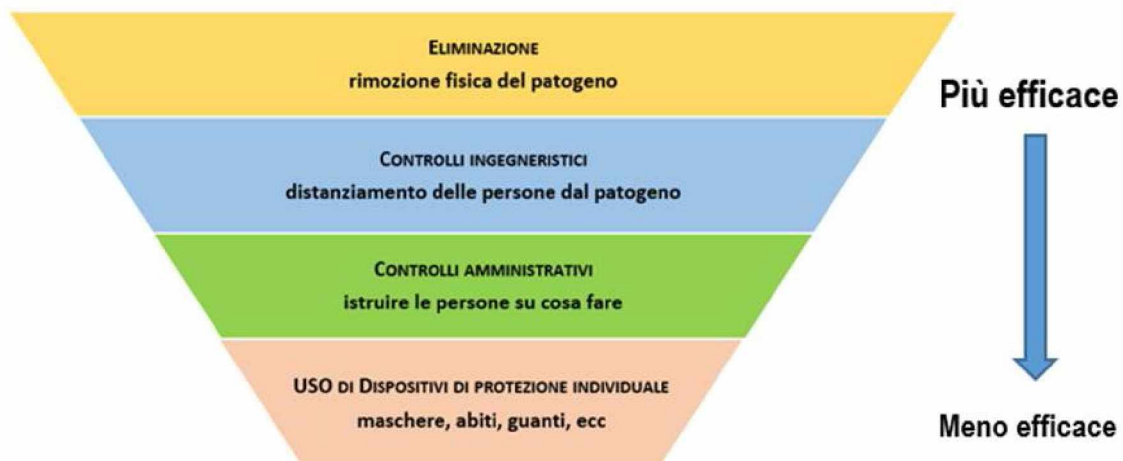 ELIMINAZIONE
rimozione fisica del patogeno
Più efficace
CONTROLLI INGEGNERISTICI
distanziamento delle persone dal patogeno
CONTROLLI AMMINISTRATIVI
istruire le persone su cosa fare
USO DI DISPOSITIVI DI PROTEZIONE INDIVIDUALE
maschere, abiti, guanti, ecc
Meno efficace